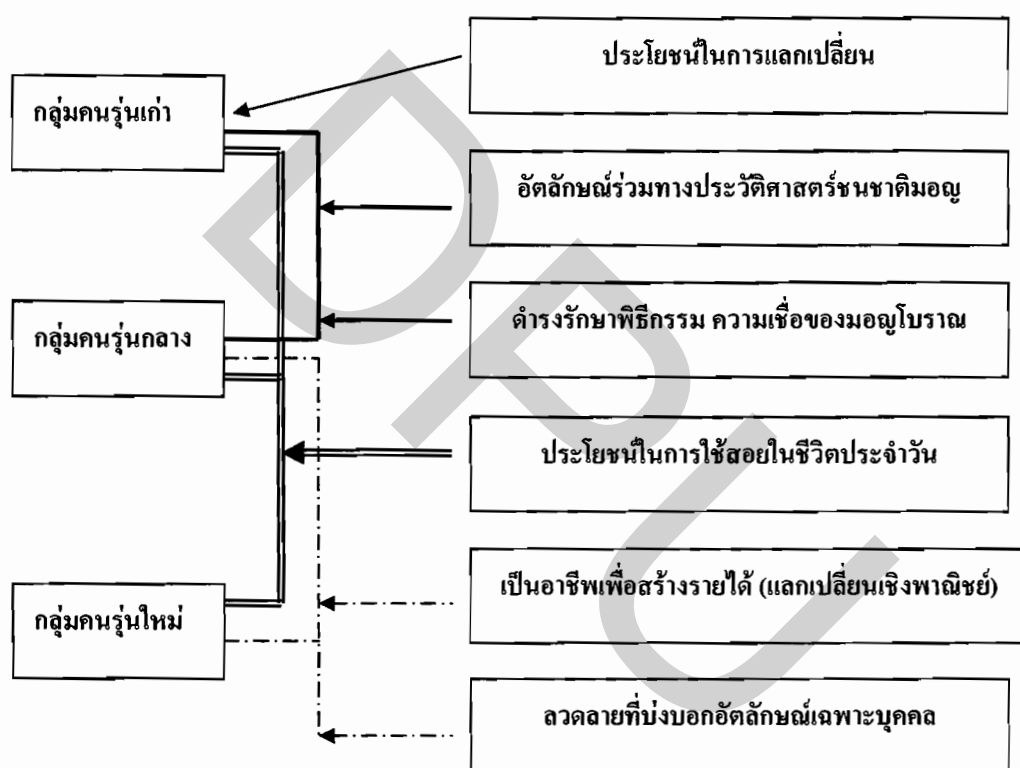 ประโยชน์ในการแลกเปลี่ยน
กลุ่มคนรุ่นเก่า
อัตลักษณ์ร่วมทางประวัติศาสตร์ชนชาติมอญ
ดำรงรักษาพิธีกรรม ความเชื่อของมอญโบราณ
กลุ่มคนรุ่นกลาง
ประโยชน์ในการใช้สอยในชีวิตประจำวัน
เป็นอาชีพเพื่อสร้างรายได้ (แลกเปลี่ยนเชิงพาณิชย์)
กลุ่มคนรุ่นใหม่
ลวดลายที่บ่งบอกอัตลักษณ์เฉพาะบุคคล
DPU